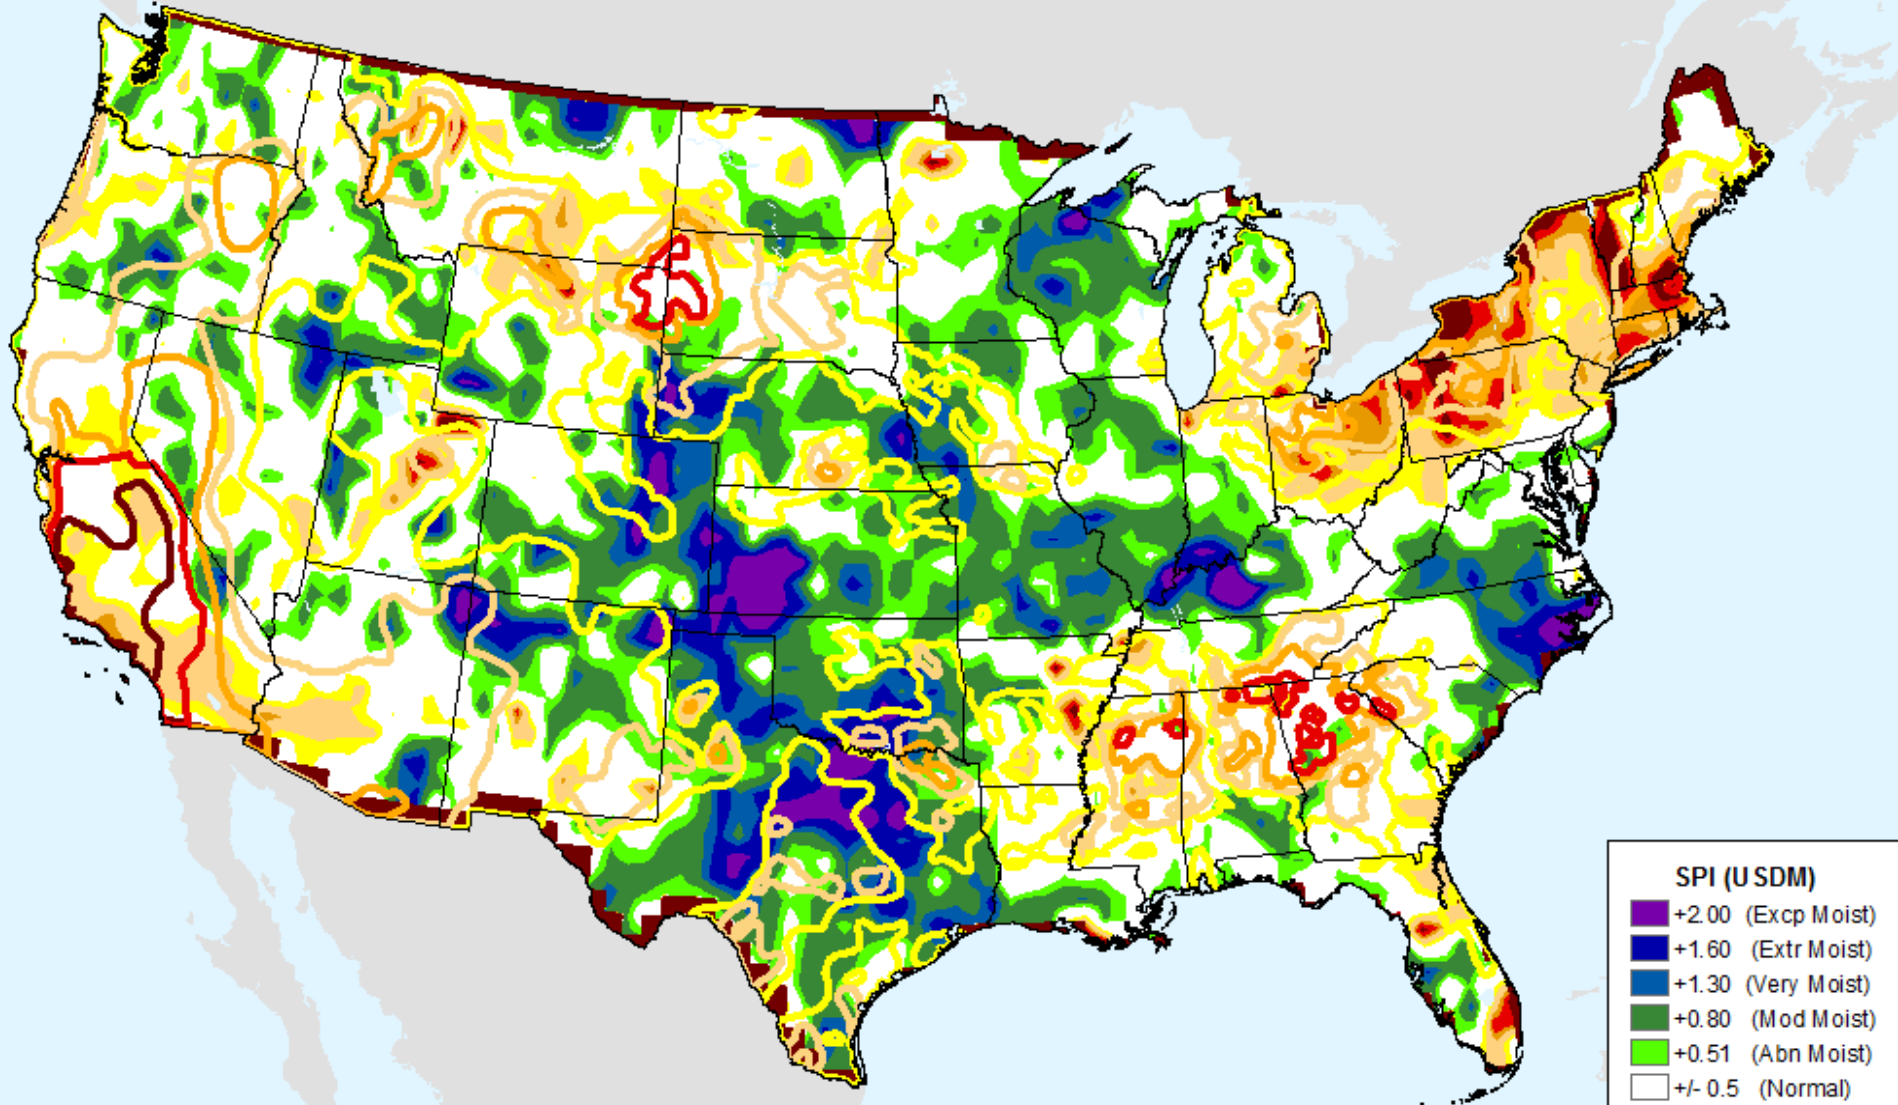 SPI (USDM)
+2.00 (Excp Moist)
+1.60 (Extr Moist)
+1.30 (Very Moist)
+0.80 (Mod Moist)
+0.51 (Abn Moist)
+/- 0.5 (Normal)